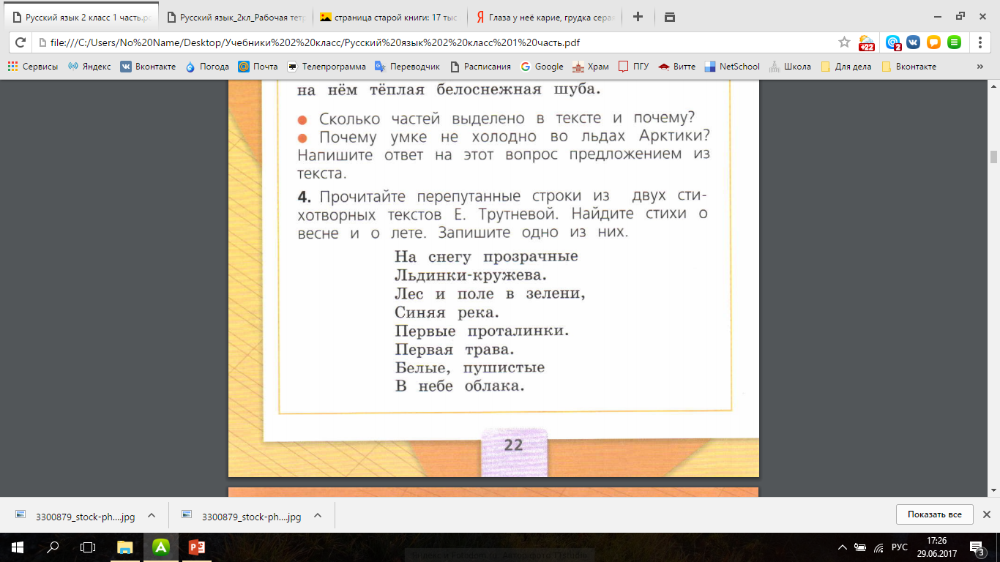 Русский язык 2 класс 1 часть.pd
Русский язык_2кл_Рабочая тетр
страница старой книги: 17 тыс
Глаза у неё карие, грудка сера
file:///C:/Users/No%20Name/Desktop/Учебники%202%20класс/Русский%20язык%202%20класс%201%20часть.pdf
+22
2
Сервисы Яндекс Вконтакте Погода Почта Телепрограмма Переводчик Расписания Google Храм ПГУ Витте NetSchool Школа Для дела Вконтакте »
на нём тёплая белоснежная шуба.
Сколько частей выделено в тексте и почему?
Почему умке не холодно во льдах Арктики?
Напишите ответ на этот вопрос предложением из
текста.
4. Прочитайте перепутанные строки из двух сти-
хотворных текстов Е. Трутневой. Найдите стихи о
весне и о лете. Запишите одно из них.
На снегу прозрачные
Льдинки-кружева.
Лес и поле в зелени,
Синяя река.
Первые проталинки.
Первая трава.
Белые, пушистые
В небе облака.
22
3300879_stock-ph....jpg
3300879_stock-ph....jpg
Показать все
РУС
17:26
29.06.2017
3